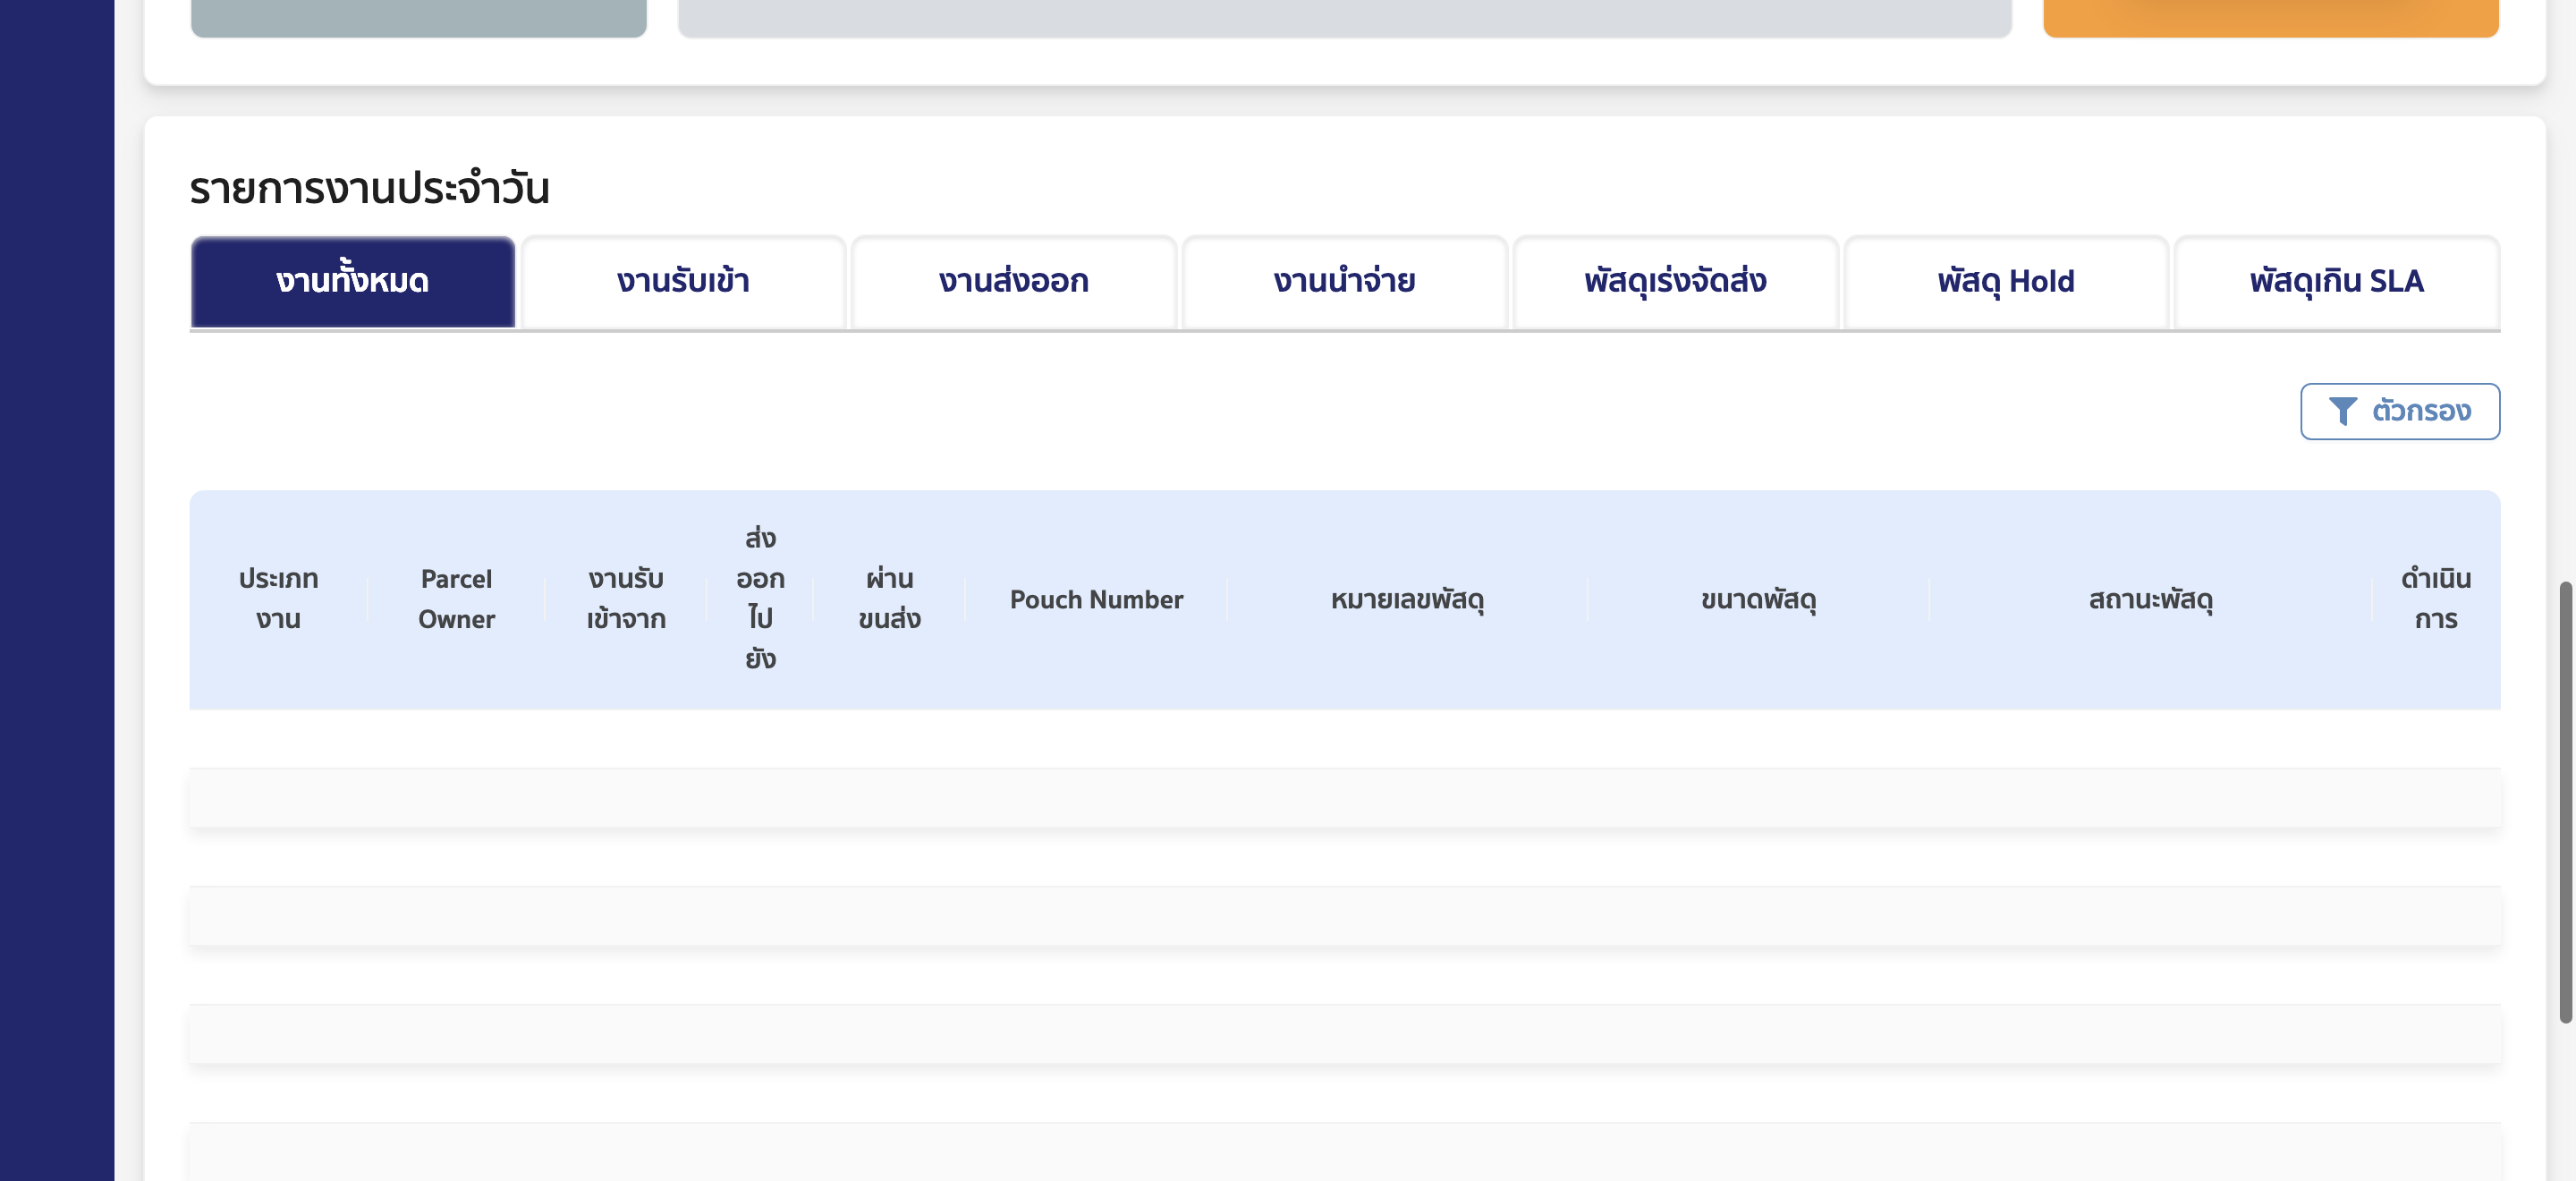 รายการงานประจำวัน
งานทั้งหมด
งานรับเข้า
งานส่งออก
งานนำจ่าย
พัสดุเร่งจัดส่ง
พัสดุ Hold
พัสดุเกิน SLA
ตัวกรอง
ประเภท
งาน
Parcel
Owner
งานรับ
เข้าจาก
ส่ง
ออก
ไป
ยัง
ผ่าน
ขนส่ง
Pouch Number
หมายเลขพัสดุ
ขนาดพัสดุ
สถานะพัสดุ
ดำเนิน
การ